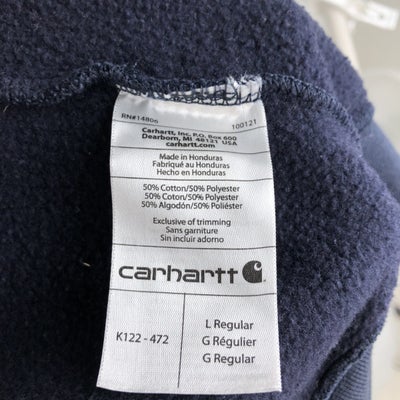 RN#14806 100121
Carhartt, Inc. P.O. Box 600
Dearborn, MI 48121 USA
carhartt.com
Made in Honduras
Fabriqué au Honduras
Hecho en Honduras
50% Cotton/50% Polyester
50% Coton/50% Polyester
50% Algodón/50% Poliéster
Exclusive of trimming
Sans garniture
Sin incluir adorno
carhartt
K122 - 472
L Regular
G Régulier
G Regular